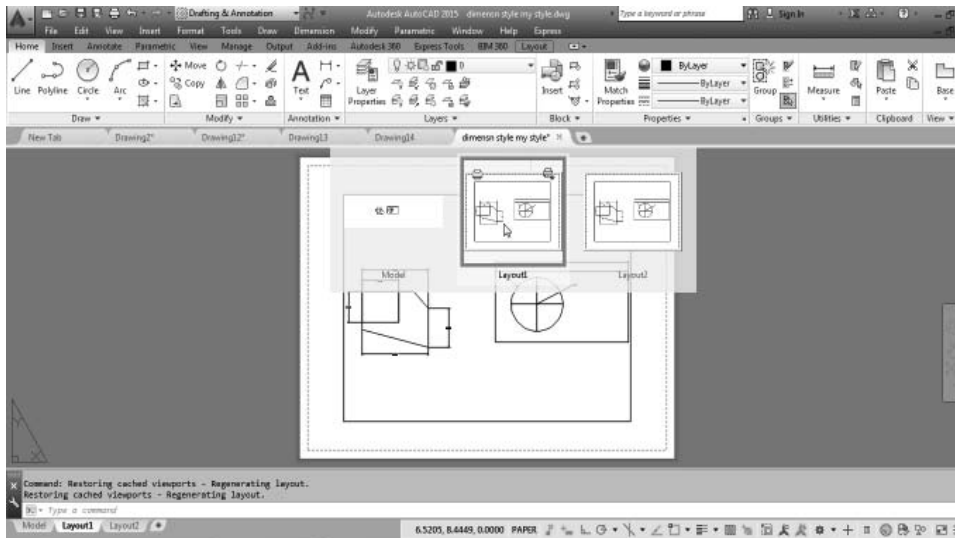 Drafting & Annotation Autodesk AutoCAD 2015 dimensn style my style.dwg Type a keyword or phrase Sign In
File Edit View Insert Format Tools Draw Dimension Modify Parametric Window Help Express
Home Insert Annotate Parametric View Manage Output Add-ins Autodesk 360 Express Tools BIM 360 Layout
Line Polyline Circle Arc Move Copy Text Layer Properties 0 Insert Match Properties ByLayer ByLayer ByLayer Group Measure Paste Base
Draw Modify Annotation Layers Block Properties Groups Utilities Clipboard View
New Tab Drawing2* Drawing12* Drawing13 Drawing14 dimensn style my style*
Model Layout1 Layout2
Command: Restoring cached viewports - Regenerating layout.
Restoring cached viewports - Regenerating layout.
Type a command
Model Layout1 Layout2
6.5205, 8.4449, 0.0000 PAPER